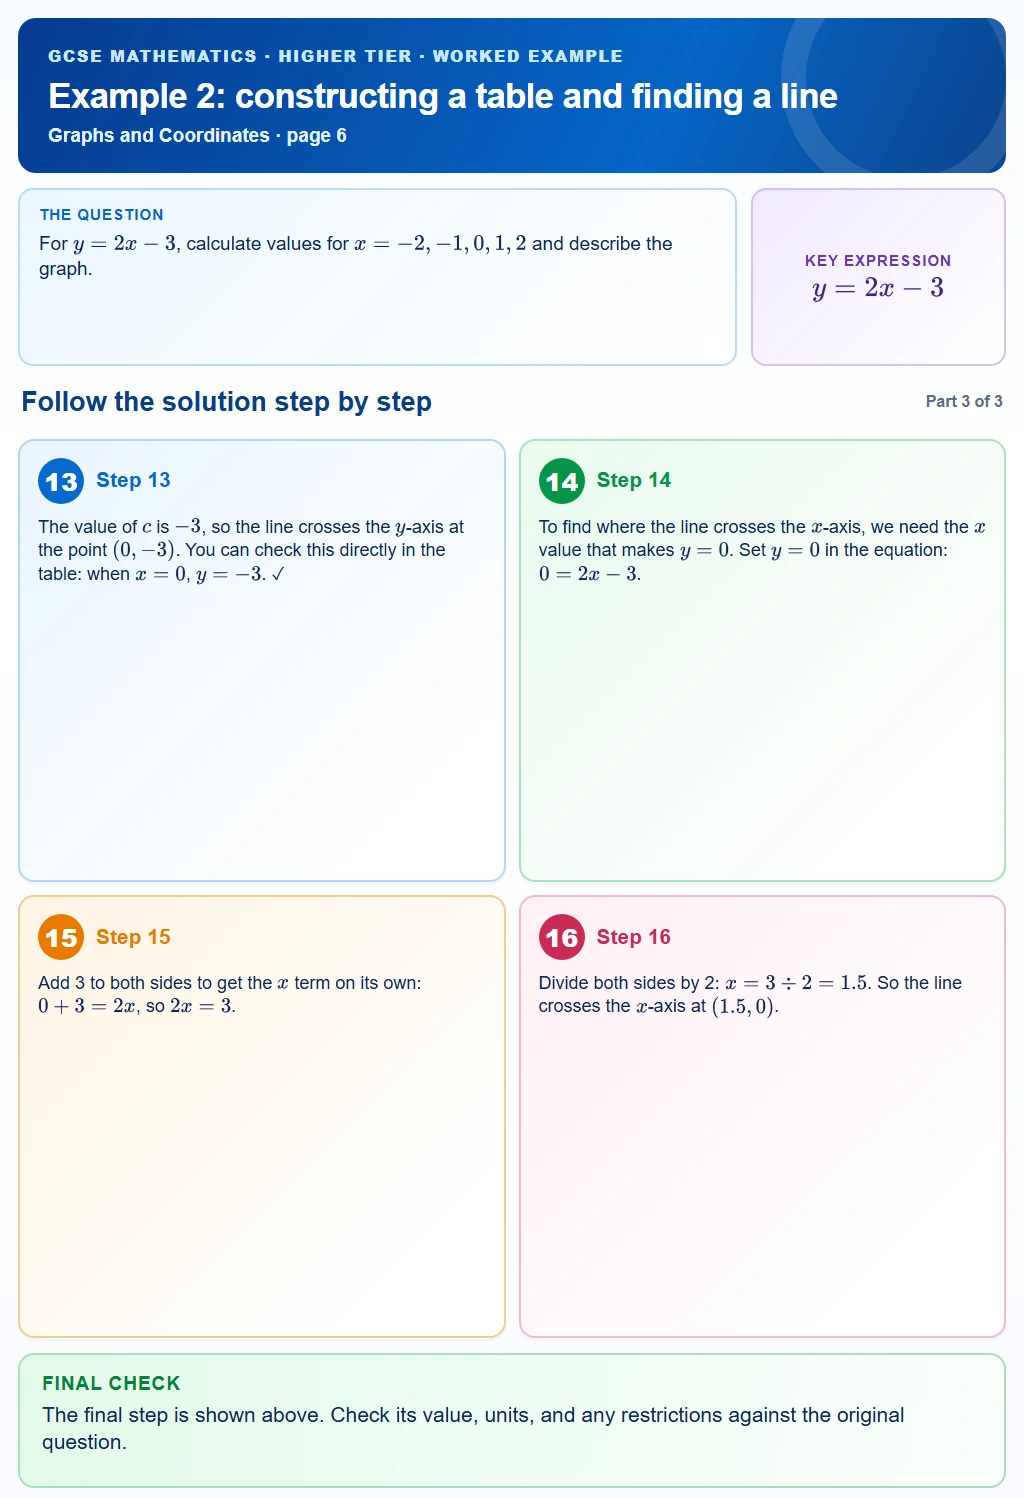 GCSE MATHEMATICS · HIGHER TIER · WORKED EXAMPLE
Example 2: constructing a table and finding a line
Graphs and Coordinates · page 6
THE QUESTION
For y = 2x − 3, calculate values for x = −2, −1, 0, 1, 2 and describe the
graph.
KEY EXPRESSION
y = 2x − 3
Follow the solution step by step
Part 3 of 3
13 Step 13
The value of c is −3, so the line crosses the y-axis at
the point (0, −3). You can check this directly in the
table: when x = 0, y = −3. ✓
14 Step 14
To find where the line crosses the x-axis, we need the x
value that makes y = 0. Set y = 0 in the equation:
0 = 2x − 3.
15 Step 15
Add 3 to both sides to get the x term on its own:
0 + 3 = 2x, so 2x = 3.
16 Step 16
Divide both sides by 2: x = 3 ÷ 2 = 1.5. So the line
crosses the x-axis at (1.5, 0).
FINAL CHECK
The final step is shown above. Check its value, units, and any restrictions against the original
question.